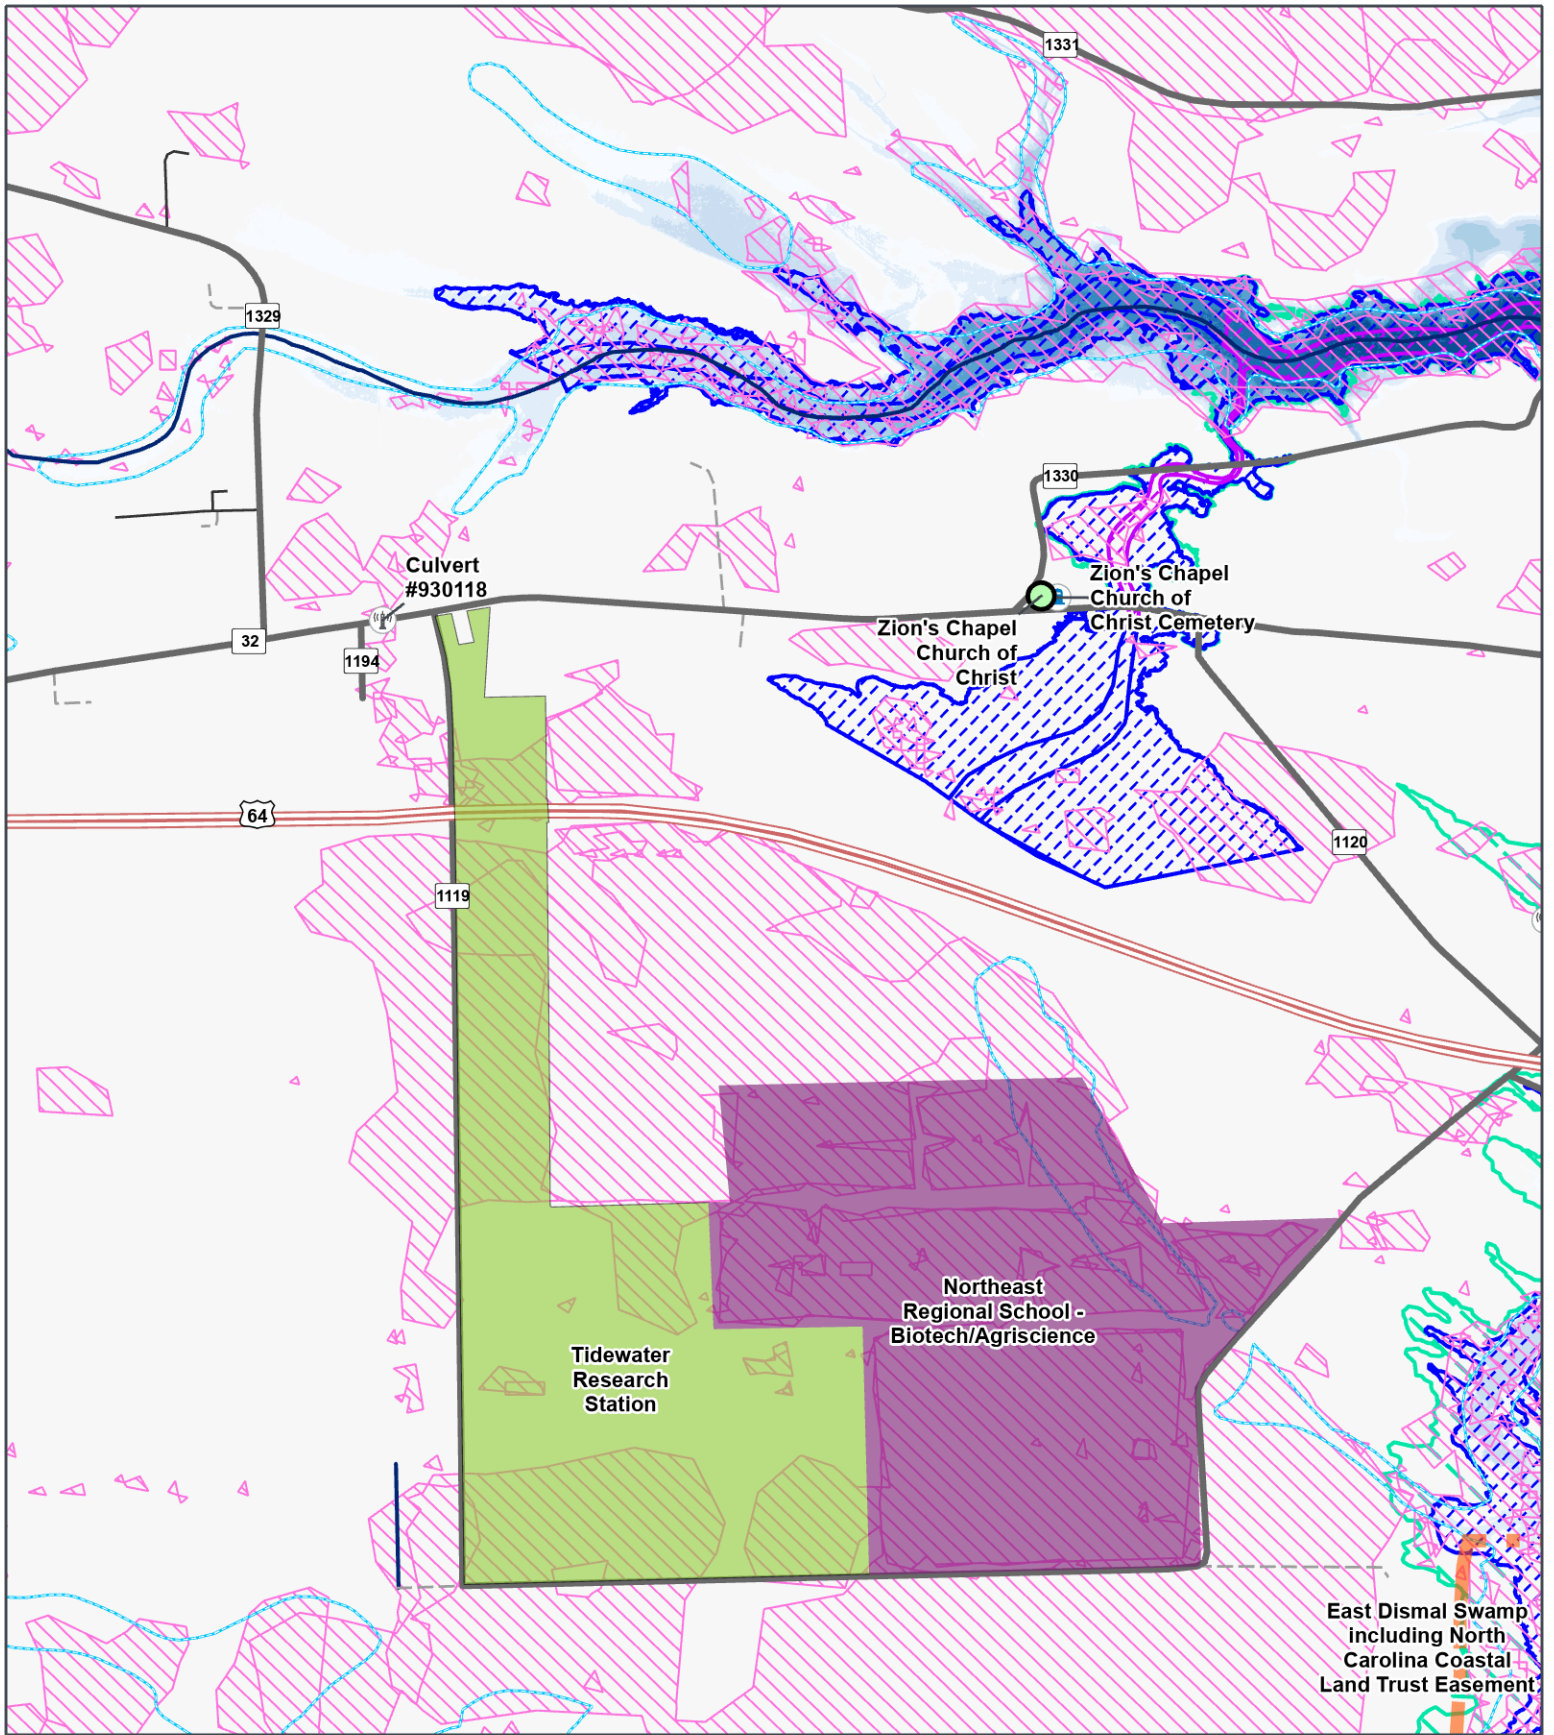 1331
1329
1330
Culvert
#930118
Zion's Chapel
Church of
Christ Cemetery
Zion's Chapel
Church of
Christ
32
1194
64
1120
1119
Northeast
Regional School -
Biotech/Agriscience
Tidewater
Research
Station
East Dismal Swamp
including North
Carolina Coastal
Land Trust Easement